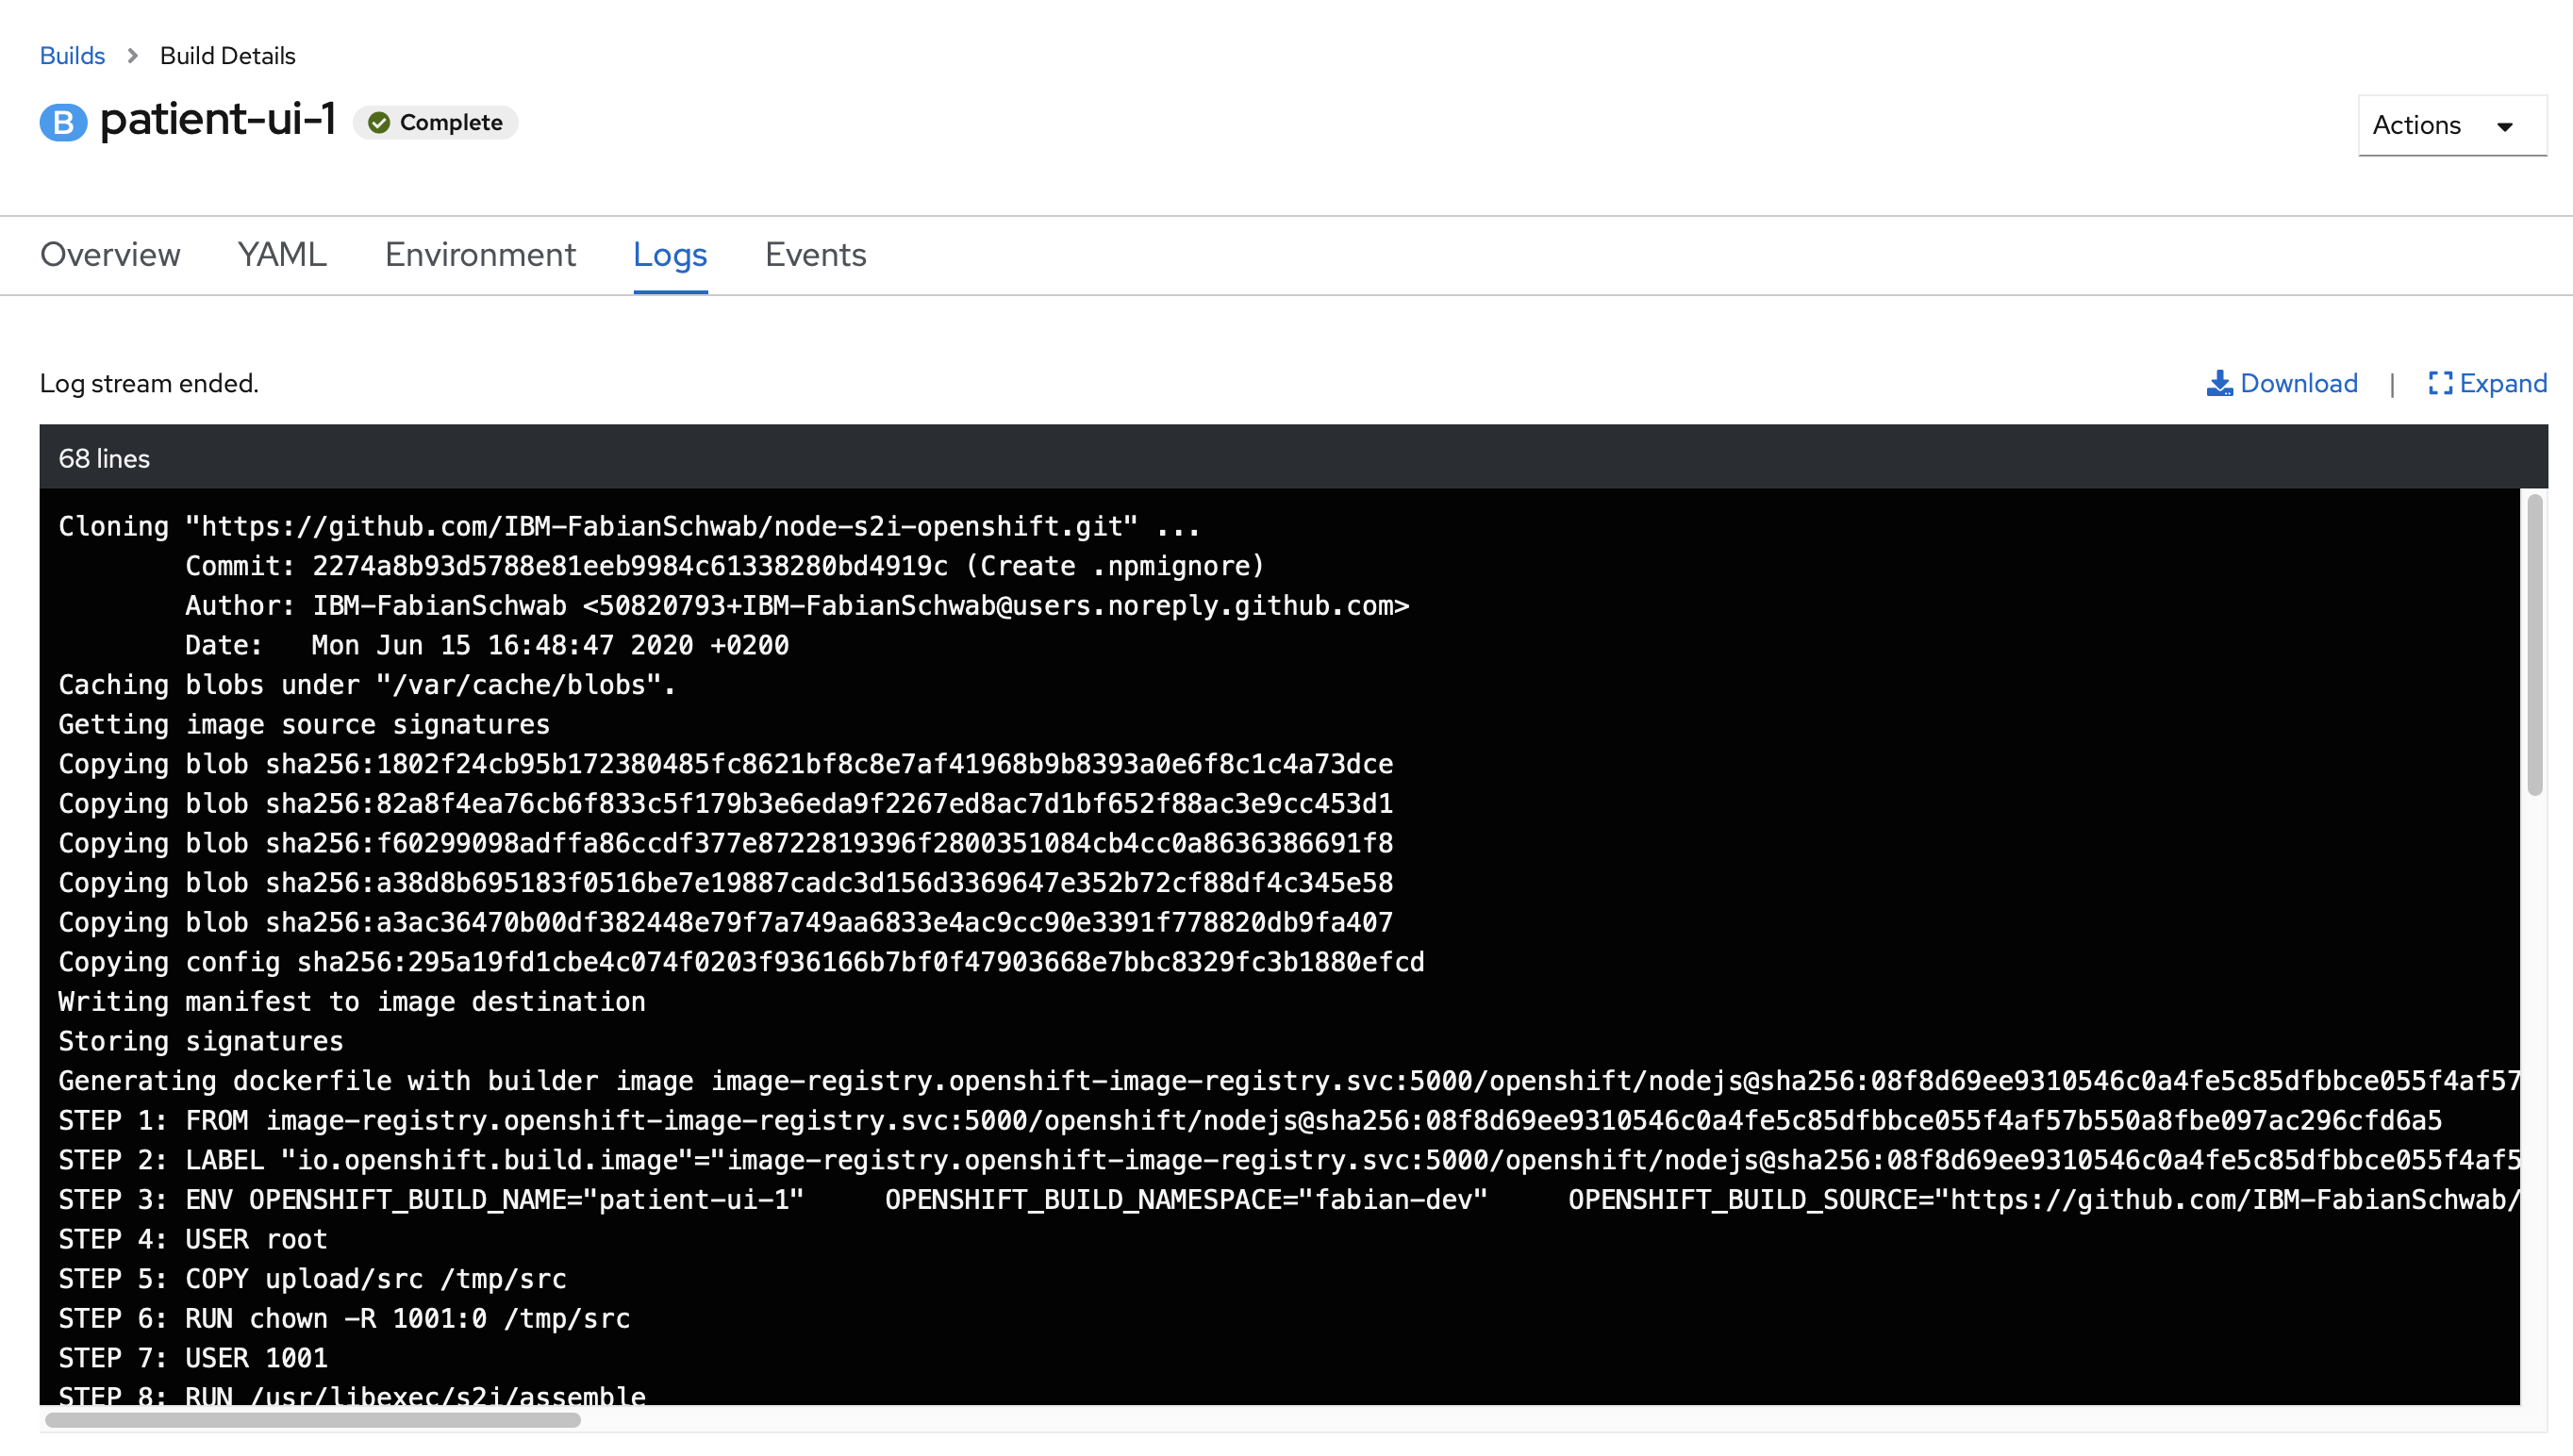 Builds > Build Details
B patient-ui-1 Complete
Actions
Overview YAML Environment Logs Events
Log stream ended.
Download | Expand
68 lines
Cloning "https://github.com/IBM-FabianSchwab/node-s2i-openshift.git" ...
Commit: 2274a8b93d5788e81eeb9984c61338280bd4919c (Create .npmignore)
Author: IBM-FabianSchwab <50820793+IBM-FabianSchwab@users.noreply.github.com>
Date:   Mon Jun 15 16:48:47 2020 +0200
Caching blobs under "/var/cache/blobs".
Getting image source signatures
Copying blob sha256:1802f24cb95b172380485fc8621bf8c8e7af41968b9b8393a0e6f8c1c4a73dce
Copying blob sha256:82a8f4ea76cb6f833c5f179b3e6eda9f2267ed8ac7d1bf652f88ac3e9cc453d1
Copying blob sha256:f60299098adffa86ccdf377e8722819396f2800351084cb4cc0a8636386691f8
Copying blob sha256:a38d8b695183f0516be7e19887cadc3d156d3369647e352b72cf88df4c345e58
Copying blob sha256:a3ac36470b00df382448e79f7a749aa6833e4ac9cc90e3391f778820db9fa407
Copying config sha256:295a19fd1cbe4c074f0203f936166b7bf0f47903668e7bbc8329fc3b1880efcd
Writing manifest to image destination
Storing signatures
Generating dockerfile with builder image image-registry.openshift-image-registry.svc:5000/openshift/nodejs@sha256:08f8d69ee9310546c0a4fe5c85dfbbce055f4af57
STEP 1: FROM image-registry.openshift-image-registry.svc:5000/openshift/nodejs@sha256:08f8d69ee9310546c0a4fe5c85dfbbce055f4af57b550a8fbe097ac296cfd6a5
STEP 2: LABEL "io.openshift.build.image"="image-registry.openshift-image-registry.svc:5000/openshift/nodejs@sha256:08f8d69ee9310546c0a4fe5c85dfbbce055f4af5
STEP 3: ENV OPENSHIFT_BUILD_NAME="patient-ui-1"     OPENSHIFT_BUILD_NAMESPACE="fabian-dev"     OPENSHIFT_BUILD_SOURCE="https://github.com/IBM-FabianSchwab/
STEP 4: USER root
STEP 5: COPY upload/src /tmp/src
STEP 6: RUN chown -R 1001:0 /tmp/src
STEP 7: USER 1001
STEP 8: RUN /usr/libexec/s2i/assemble